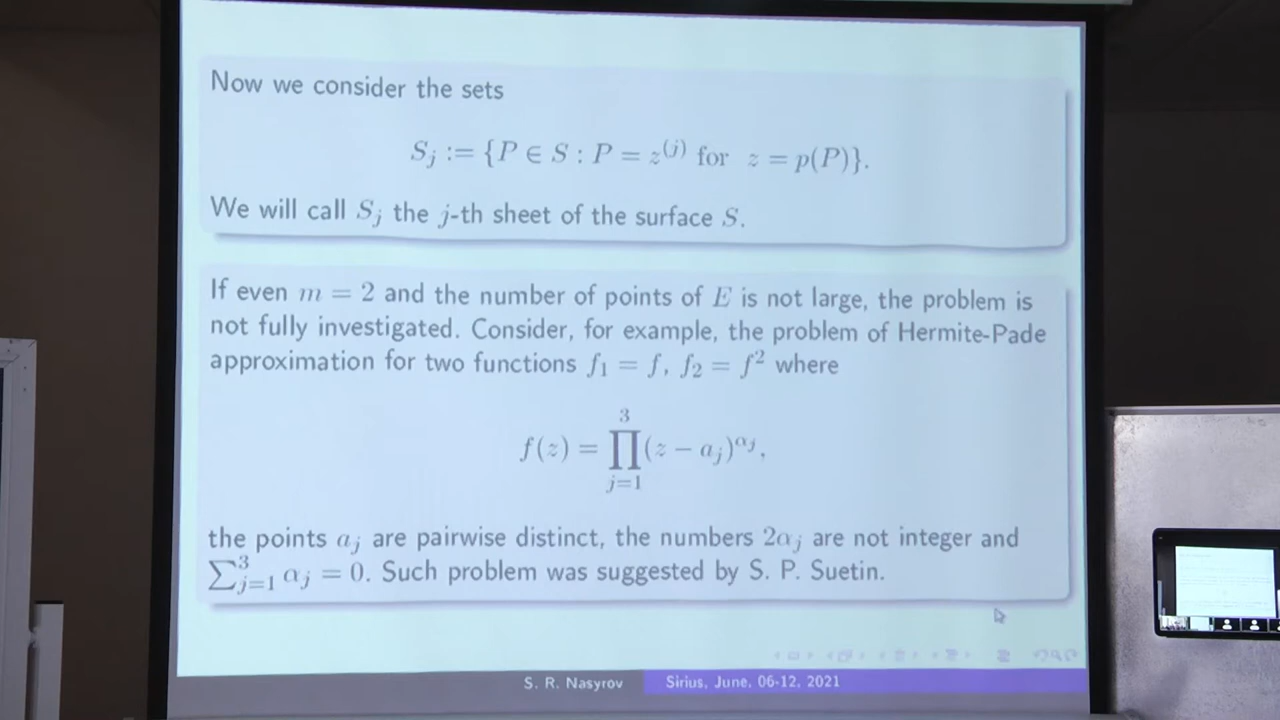 Now we consider the sets
S_j := {P ∈ S : P = z^{(j)} for z = p(P)}.
We will call S_j the j-th sheet of the surface S.
If even m = 2 and the number of points of E is not large, the problem is
not fully investigated. Consider, for example, the problem of Hermite-Pade
approximation for two functions f_1 = f, f_2 = f^2 where
f(z) = ∏_{j=1}^{3} (z − a_j)^{α_j},
the points a_j are pairwise distinct, the numbers 2α_j are not integer and
∑_{j=1}^{3} α_j = 0. Such problem was suggested by S. P. Suetin.
S. R. Nasyrov Sirius, June, 06-12, 2021